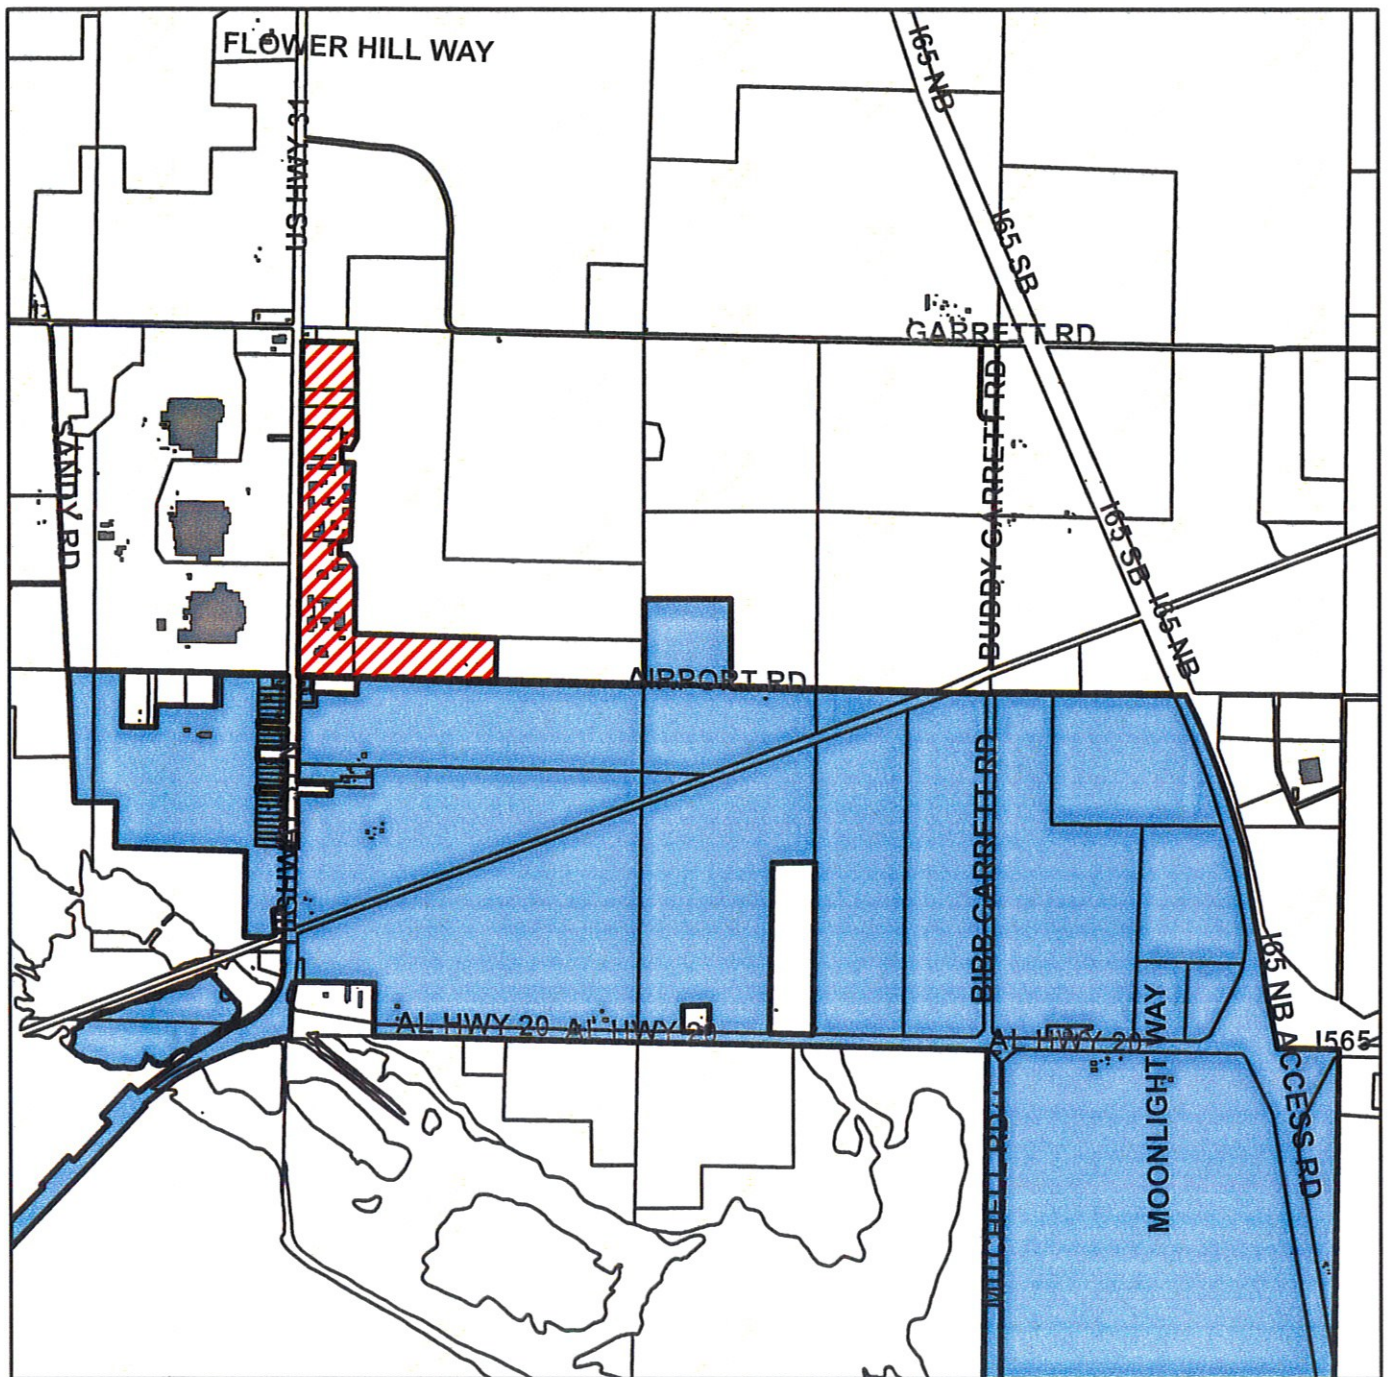 FLOWER HILL WAY
I65 NB
US HWY 31
I65 SB
GARRETT RD
BUDDY GARRETT RD
SANDY RD
I65 SB
I65 NB
AIRPORT RD
BIBB GARRETT RD
I65 NB ACCESS RD
AL HWY 20
AL HWY 20
AL HWY 20
MOONLIGHT WAY
I565
MITCHELL RD